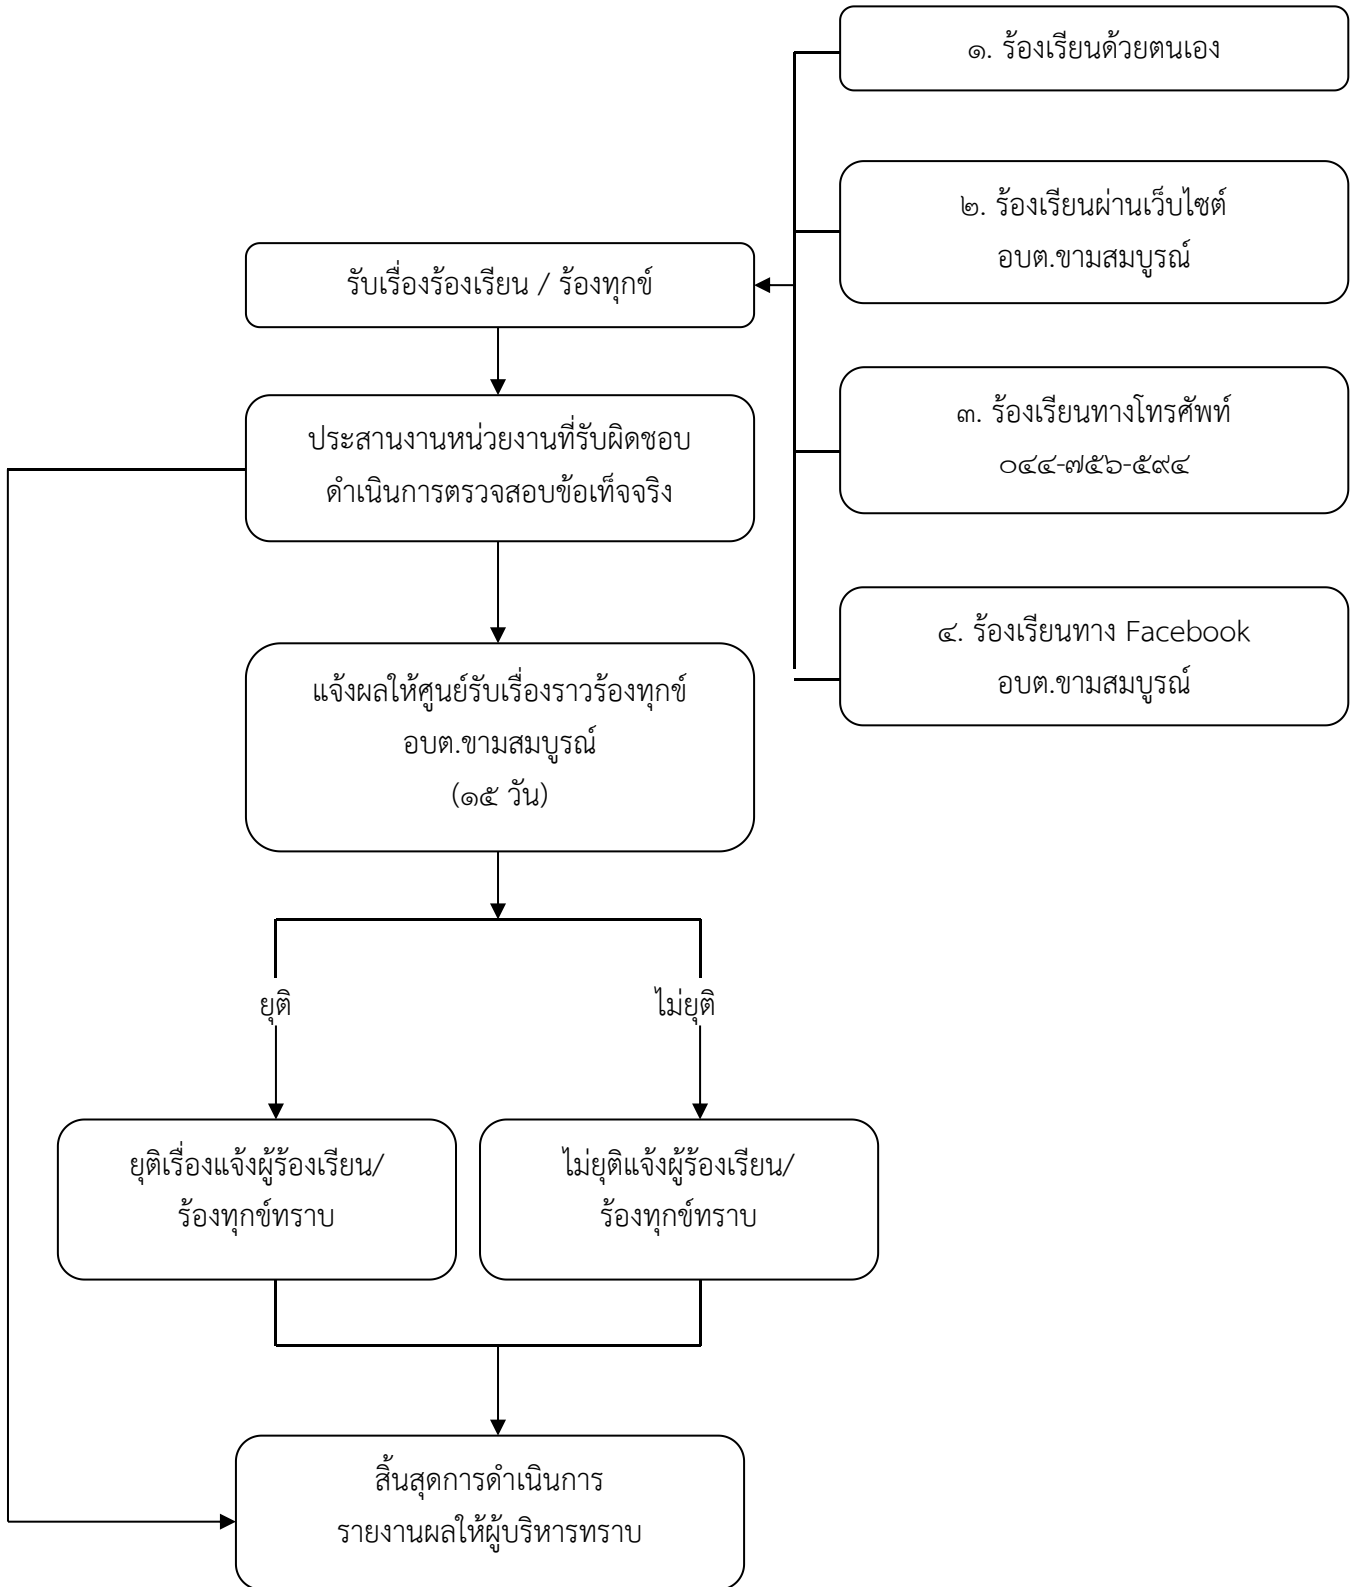 ๑. ร้องเรียนด้วยตนเอง
๒. ร้องเรียนผ่านเว็บไซต์
อบต.ขามสมบูรณ์
๓. ร้องเรียนทางโทรศัพท์
๐๔๔-๗๕๖-๕๙๔
๔. ร้องเรียนทาง Facebook
อบต.ขามสมบูรณ์
รับเรื่องร้องเรียน / ร้องทุกข์
ประสานงานหน่วยงานที่รับผิดชอบ
ดำเนินการตรวจสอบข้อเท็จจริง
แจ้งผลให้ศูนย์รับเรื่องราวร้องทุกข์
อบต.ขามสมบูรณ์
(๑๕ วัน)
ยุติ
ไม่ยุติ
ยุติเรื่องแจ้งผู้ร้องเรียน/
ร้องทุกข์ทราบ
ไม่ยุติแจ้งผู้ร้องเรียน/
ร้องทุกข์ทราบ
สิ้นสุดการดำเนินการ
รายงานผลให้ผู้บริหารทราบ